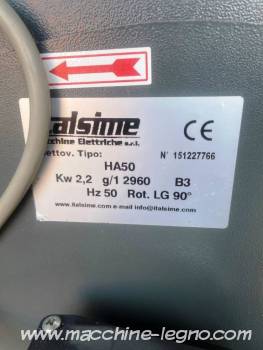 italsime
Macchine Elettriche s.r.l.
Elettov. Tipo: N° 151227766
HA50
Kw 2,2 g/1 2960 B3
Hz 50 Rot. LG 90°
www.italsime.com e-mail info@italsime.com
CE
www.macchine-legno.com